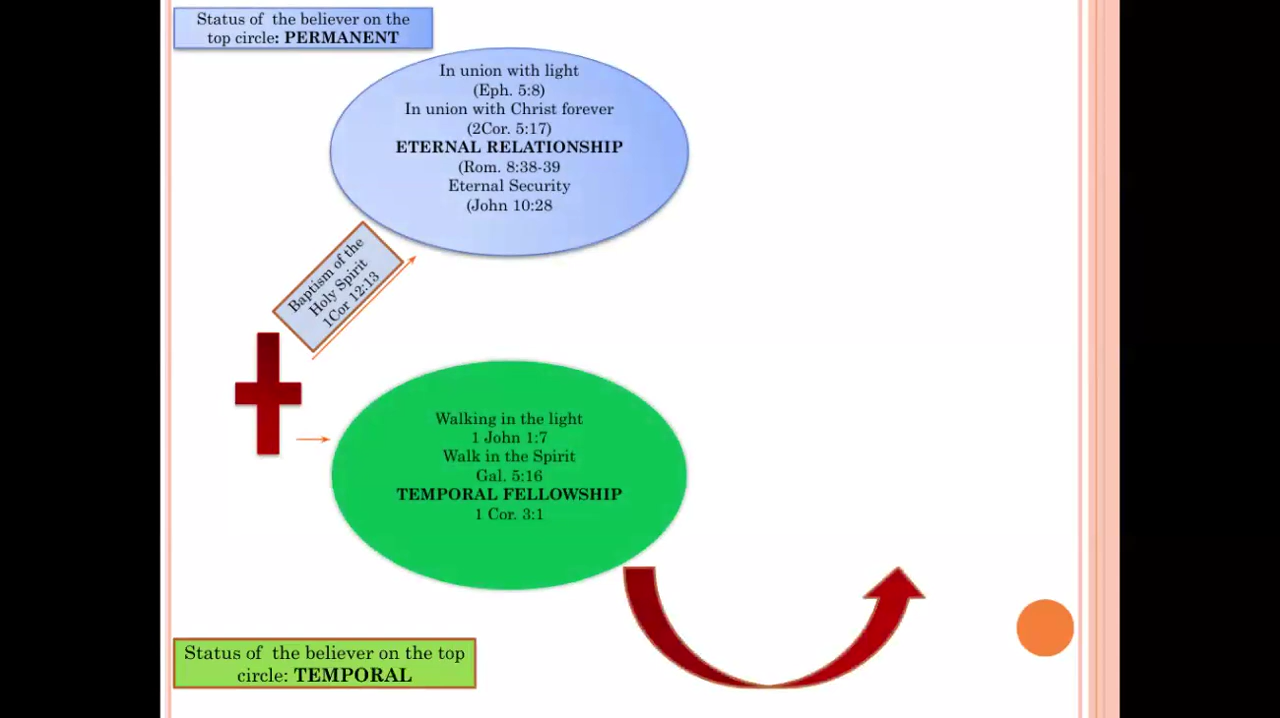 Status of the believer on the
top circle: PERMANENT
In union with light
(Eph. 5:8)
In union with Christ forever
(2Cor. 5:17)
ETERNAL RELATIONSHIP
(Rom. 8:38-39
Eternal Security
(John 10:28
Baptism of the
Holy Spirit
1Cor 12:13
Walking in the light
1 John 1:7
Walk in the Spirit
Gal. 5:16
TEMPORAL FELLOWSHIP
1 Cor. 3:1
Status of the believer on the top
circle: TEMPORAL